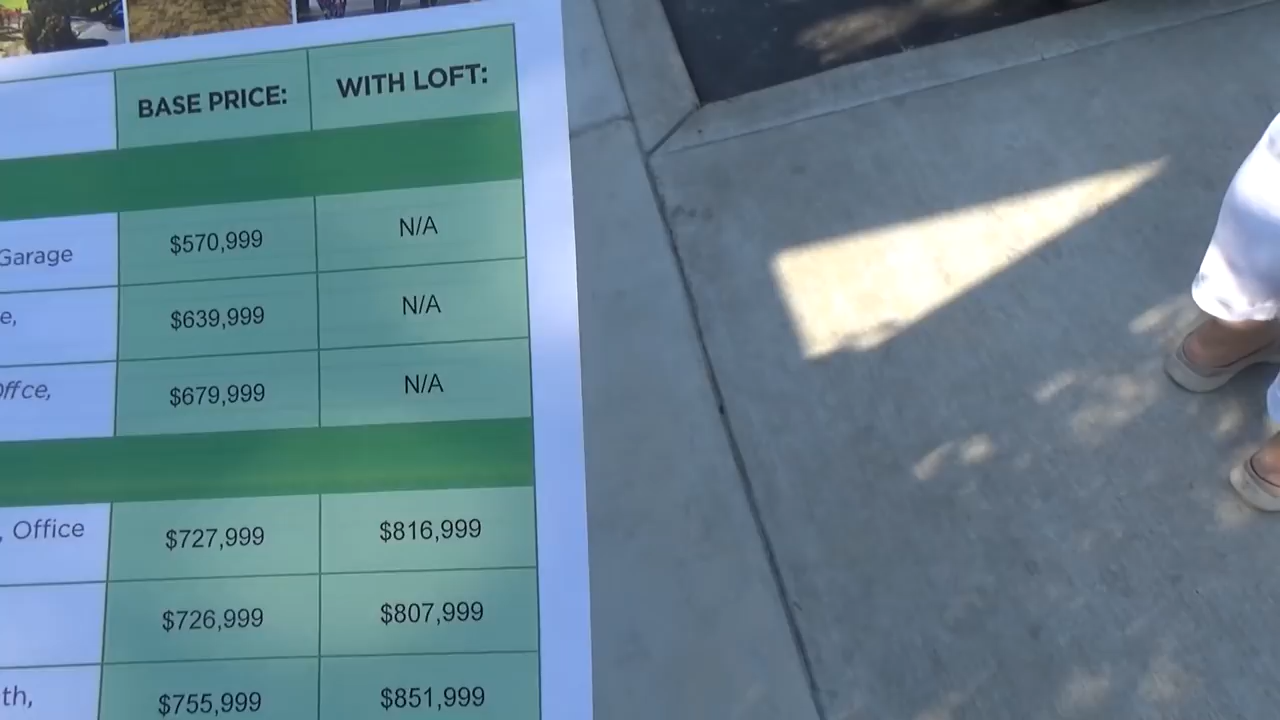 BASE PRICE: WITH LOFT:
Garage $570,999 N/A
e, $639,999 N/A
Offce, $679,999 N/A
, Office $727,999 $816,999
$726,999 $807,999
th, $755,999 $851,999